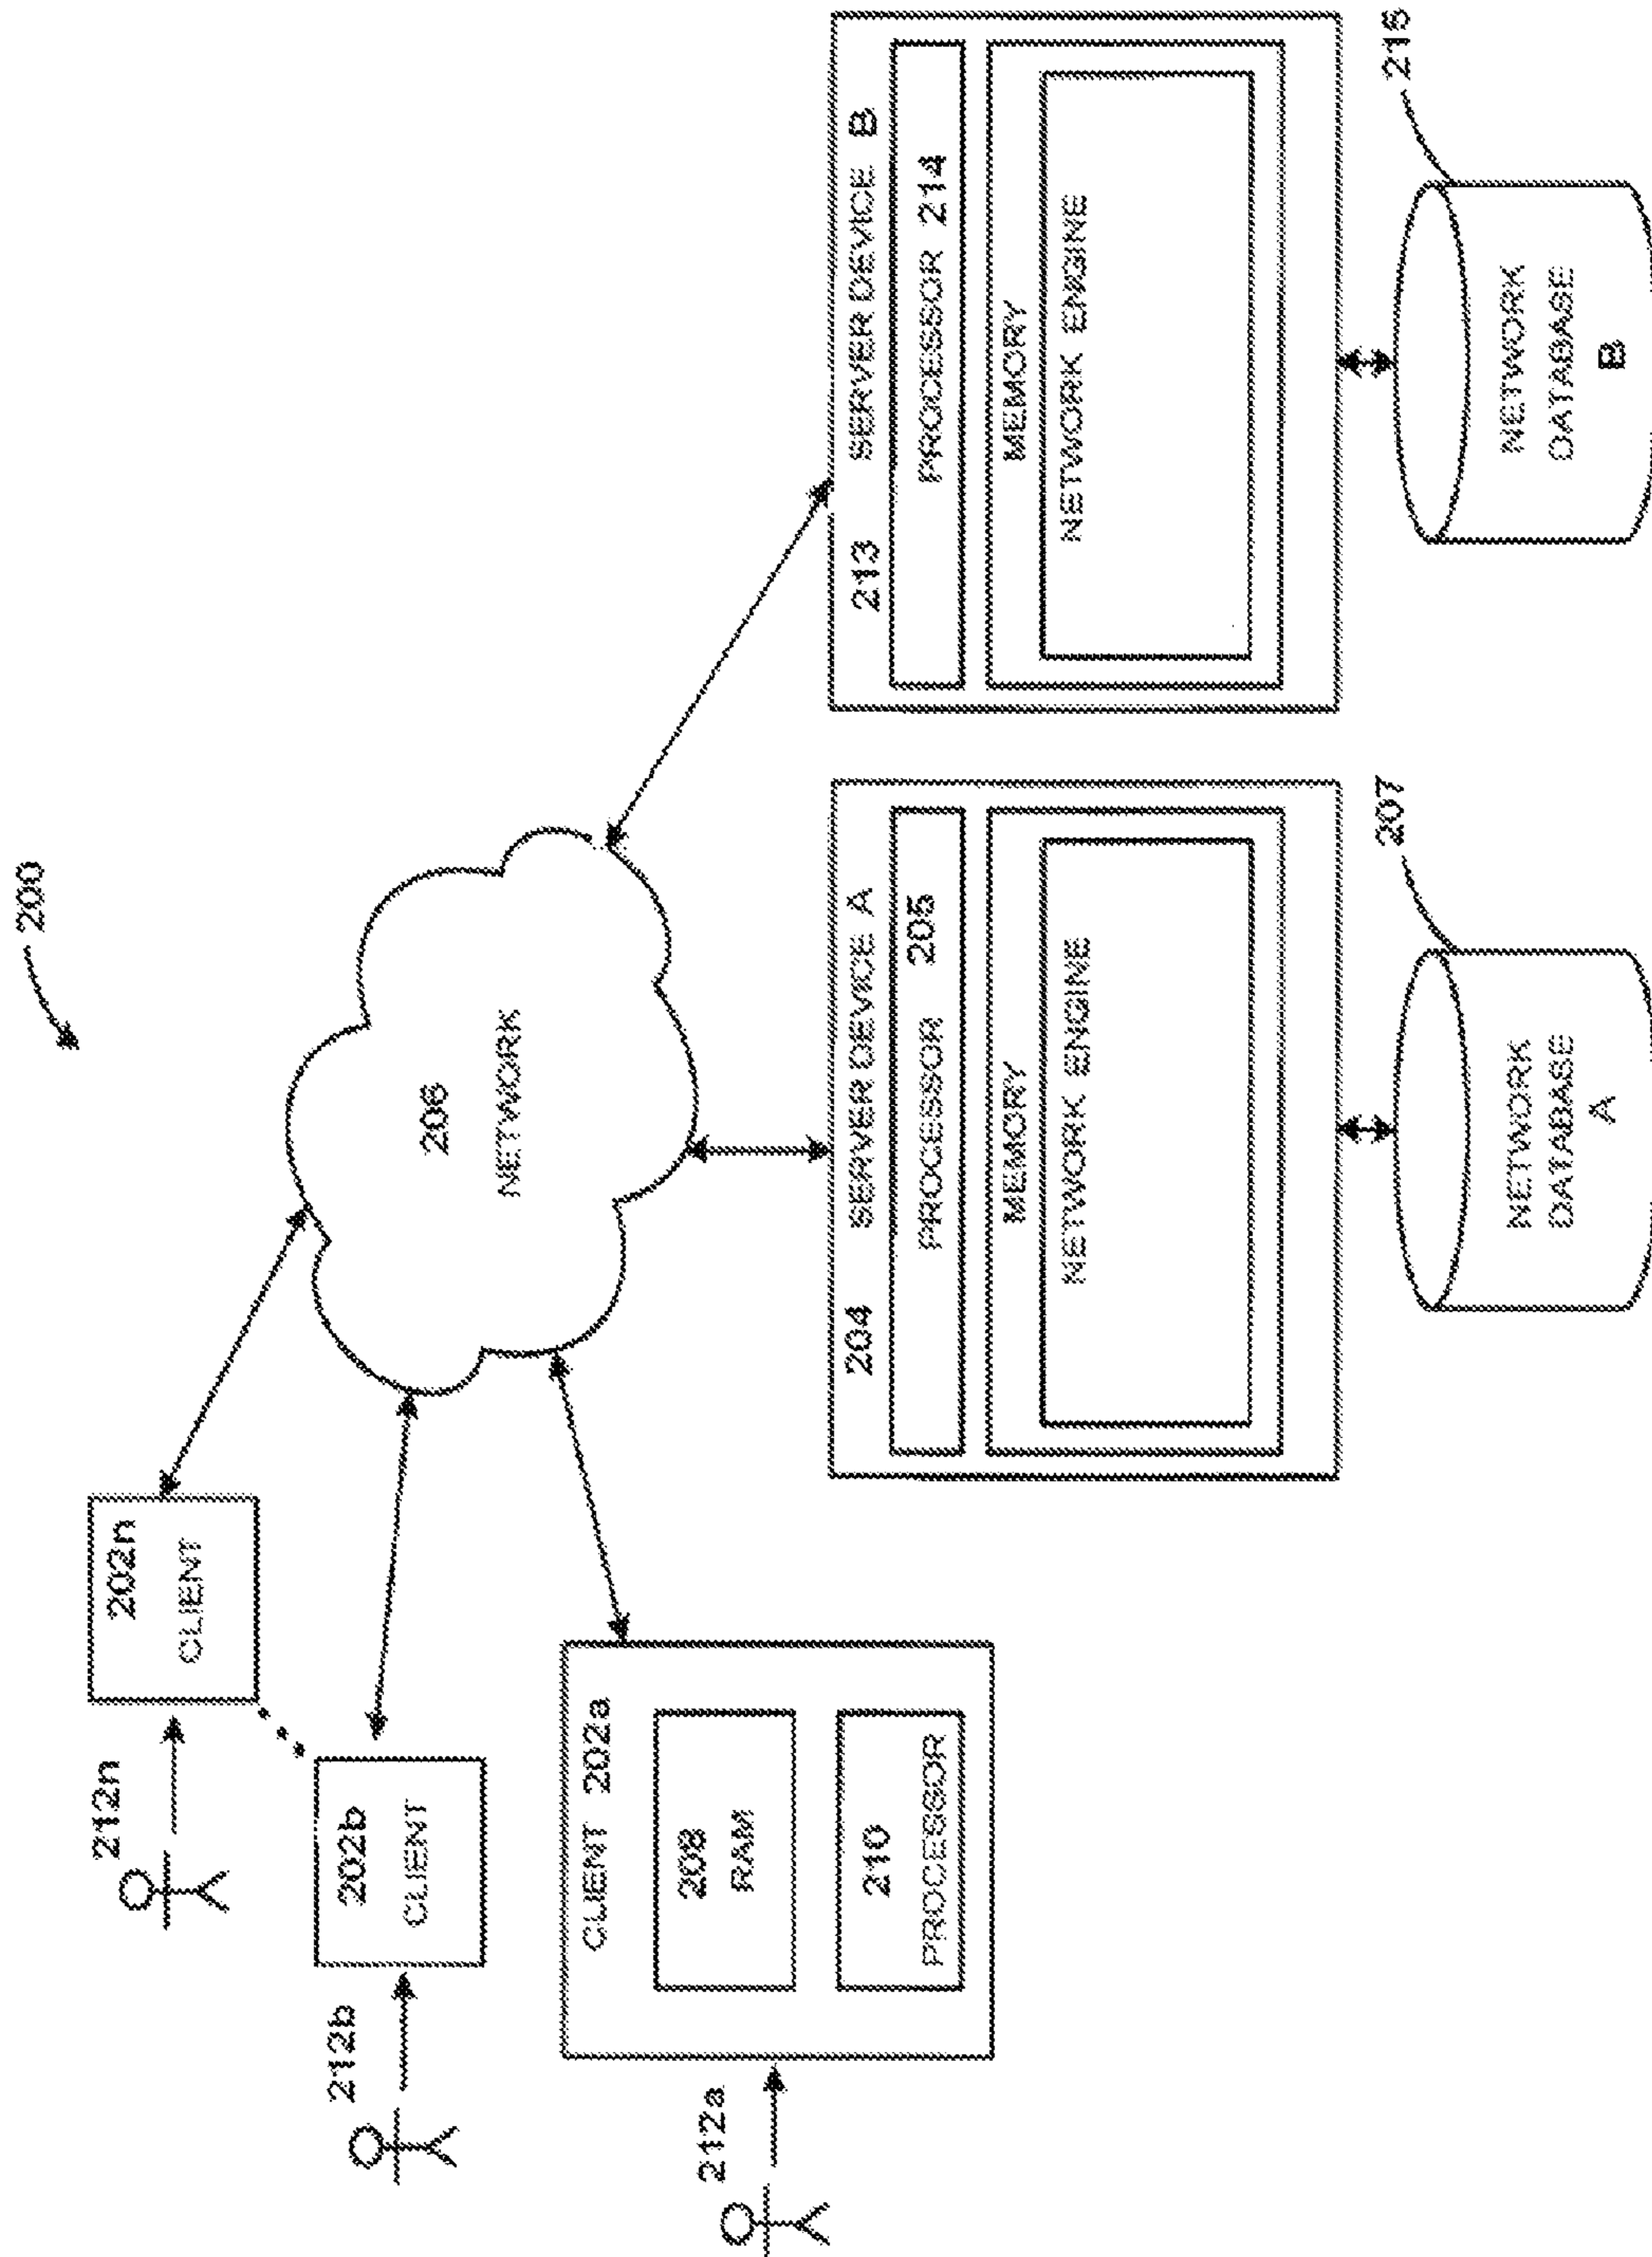 200
212n
202n
CLIENT
212b
202b
CLIENT
206
NETWORK
212a
CLIENT 202a
208
RAM
210
PROCESSOR
204 SERVER DEVICE A
PROCESSOR 205
MEMORY
NETWORK ENGINE
207
NETWORK
DATABASE
A
213 SERVER DEVICE B
PROCESSOR 214
MEMORY
NETWORK ENGINE
215
NETWORK
DATABASE
B